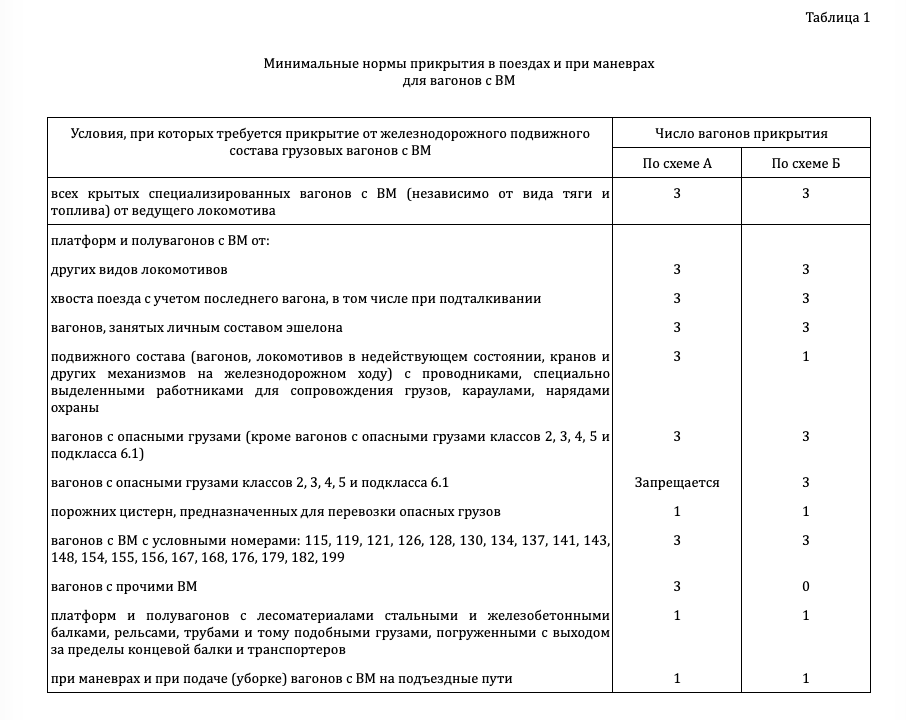 Таблица 1
Минимальные нормы прикрытия в поездах и при маневрах
для вагонов с ВМ
Условия, при которых требуется прикрытие от железнодорожного подвижного
состава грузовых вагонов с ВМ
Число вагонов прикрытия
По схеме А
По схеме Б
всех крытых специализированных вагонов с ВМ (независимо от вида тяги и
топлива) от ведущего локомотива
3
3
платформ и полувагонов с ВМ от:
других видов локомотивов
3
3
хвоста поезда с учетом последнего вагона, в том числе при подталкивании
3
3
вагонов, занятых личным составом эшелона
3
3
подвижного состава (вагонов, локомотивов в недействующем состоянии, кранов и
других механизмов на железнодорожном ходу) с проводниками, специально
выделенными работниками для сопровождения грузов, караулами, нарядами
охраны
3
1
вагонов с опасными грузами (кроме вагонов с опасными грузами классов 2, 3, 4, 5 и
подкласса 6.1)
3
3
вагонов с опасными грузами классов 2, 3, 4, 5 и подкласса 6.1
Запрещается
3
порожних цистерн, предназначенных для перевозки опасных грузов
1
1
вагонов с ВМ с условными номерами: 115, 119, 121, 126, 128, 130, 134, 137, 141, 143,
148, 154, 155, 156, 167, 168, 176, 179, 182, 199
3
3
вагонов с прочими ВМ
3
0
платформ и полувагонов с лесоматериалами стальными и железобетонными
балками, рельсами, трубами и тому подобными грузами, погруженными с выходом
за пределы концевой балки и транспортеров
1
1
при маневрах и при подаче (уборке) вагонов с ВМ на подъездные пути
1
1